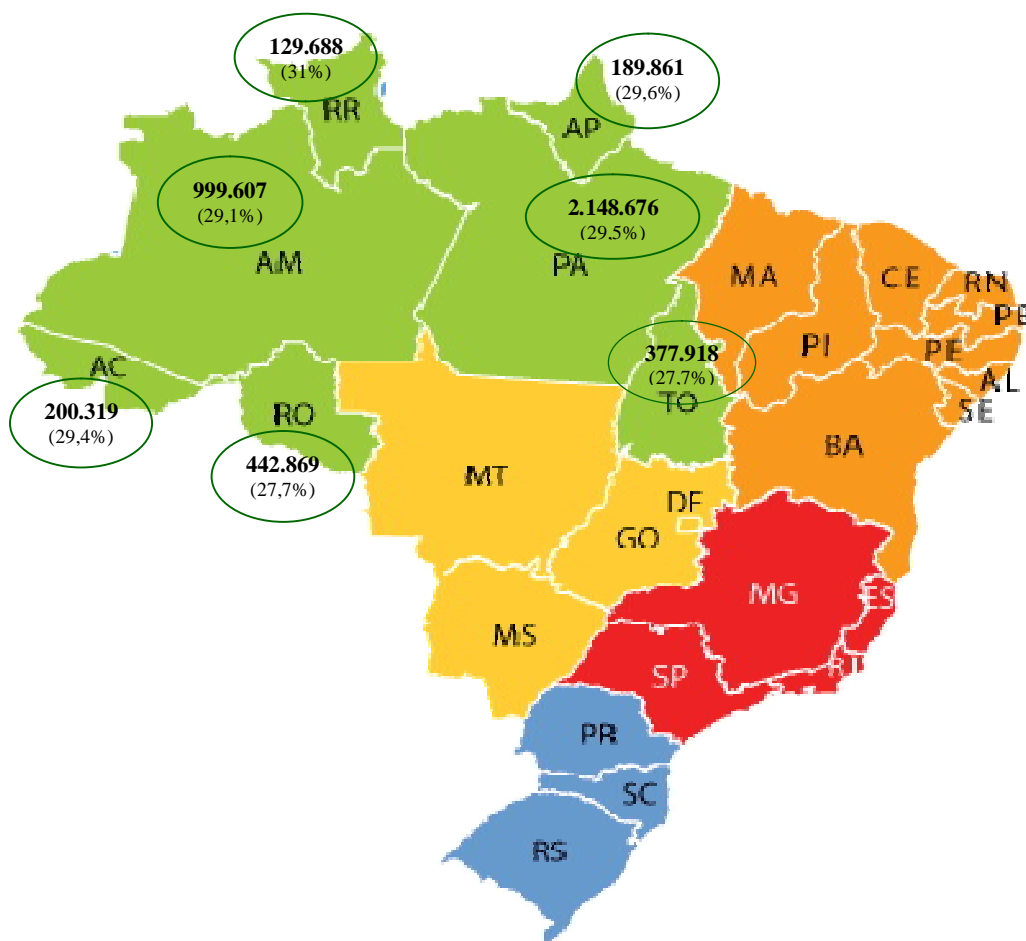 129.688
(31%)
189.861
(29,6%)
RR
AP
999.607
(29,1%)
2.148.676
(29.5%)
AM
PA
MA
CE
RN
PB
PI
PE
377.918
(27,7%)
AC
AL
TO
SE
200.319
(29,4%)
RO
BA
442.869
(27,7%)
MT
DF
GO
MG
ES
MS
RJ
SP
PR
SC
RS